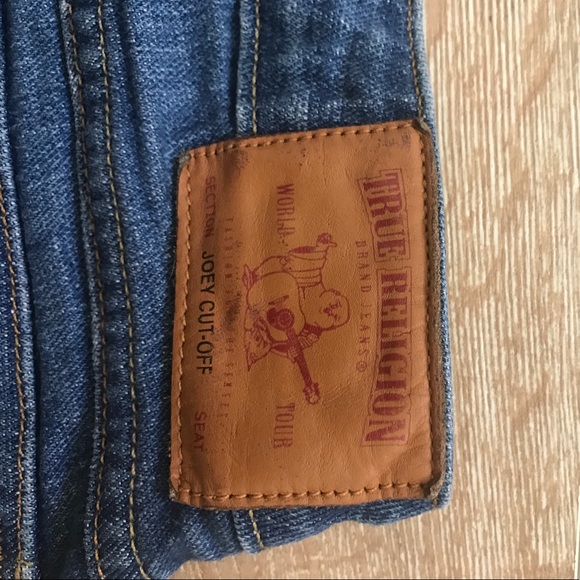 TRUE RELIGION
BRAND JEANS®
WORLD TOUR
SECTION JOEY CUT-OFF SEAT